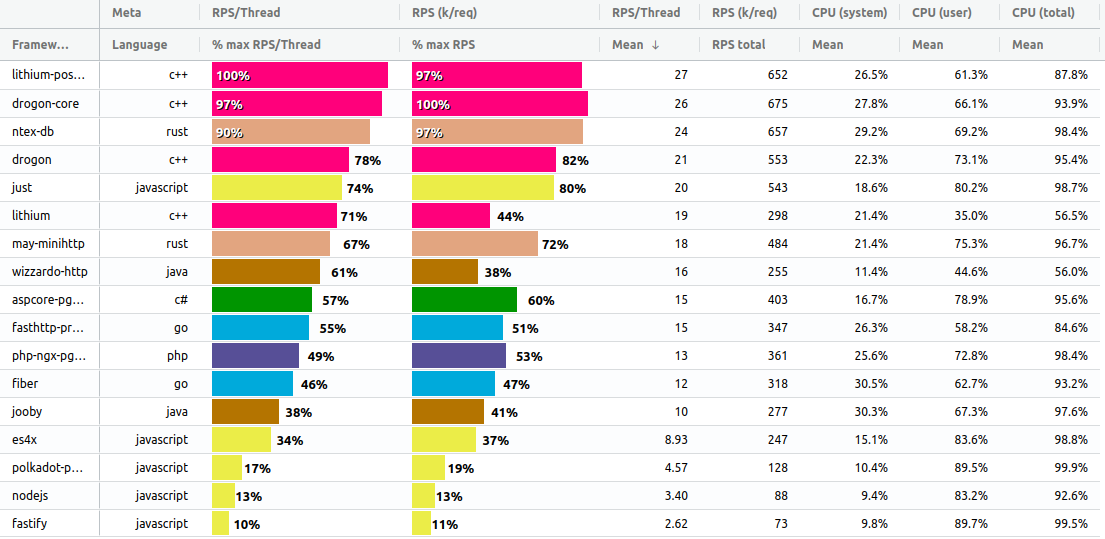 Meta RPS/Thread RPS (k/req) RPS/Thread RPS (k/req) CPU (system) CPU (user) CPU (total)
Framew... Language % max RPS/Thread % max RPS Mean ↓ RPS total Mean Mean Mean
lithium-pos... c++ 100% 97% 27 652 26.5% 61.3% 87.8%
drogon-core c++ 97% 100% 26 675 27.8% 66.1% 93.9%
ntex-db rust 90% 97% 24 657 29.2% 69.2% 98.4%
drogon c++ 78% 82% 21 553 22.3% 73.1% 95.4%
just javascript 74% 80% 20 543 18.6% 80.2% 98.7%
lithium c++ 71% 44% 19 298 21.4% 35.0% 56.5%
may-minihttp rust 67% 72% 18 484 21.4% 75.3% 96.7%
wizzardo-http java 61% 38% 16 255 11.4% 44.6% 56.0%
aspcore-pg... c# 57% 60% 15 403 16.7% 78.9% 95.6%
fasthttp-pr... go 55% 51% 15 347 26.3% 58.2% 84.6%
php-ngx-pg... php 49% 53% 13 361 25.6% 72.8% 98.4%
fiber go 46% 47% 12 318 30.5% 62.7% 93.2%
jooby java 38% 41% 10 277 30.3% 67.3% 97.6%
es4x javascript 34% 37% 8.93 247 15.1% 83.6% 98.8%
polkadot-p... javascript 17% 19% 4.57 128 10.4% 89.5% 99.9%
nodejs javascript 13% 13% 3.40 88 9.4% 83.2% 92.6%
fastify javascript 10% 11% 2.62 73 9.8% 89.7% 99.5%